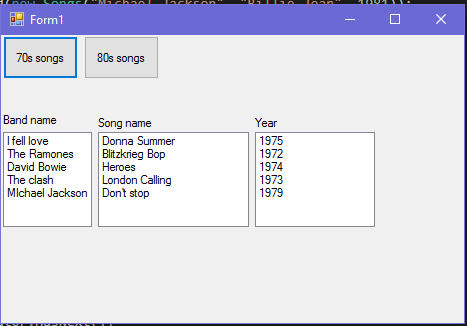 (new Songs("Michael Jackson", "Billie Jean", 1981));
Form1
70s songs
80s songs
Band name
Song name
Year
I fell love
Donna Summer
1975
The Ramones
Blitzkrieg Bop
1972
David Bowie
Heroes
1974
The clash
London Calling
1973
MIchael Jackson
Don't stop
1979